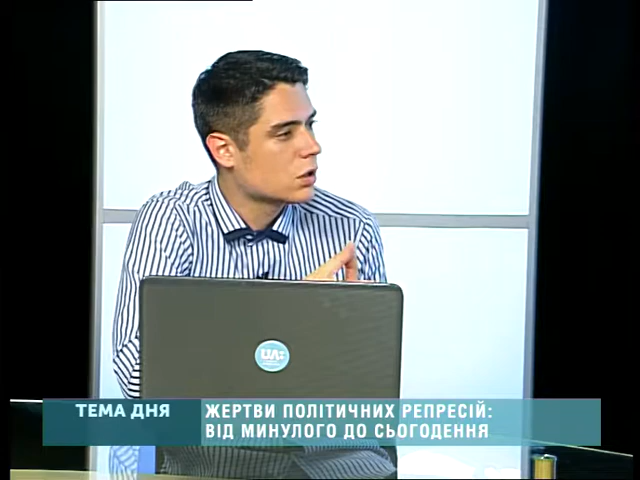 UA:
ТЕМА ДНЯ
ЖЕРТВИ ПОЛІТИЧНИХ РЕПРЕСІЙ:
ВІД МИНУЛОГО ДО СЬОГОДЕННЯ